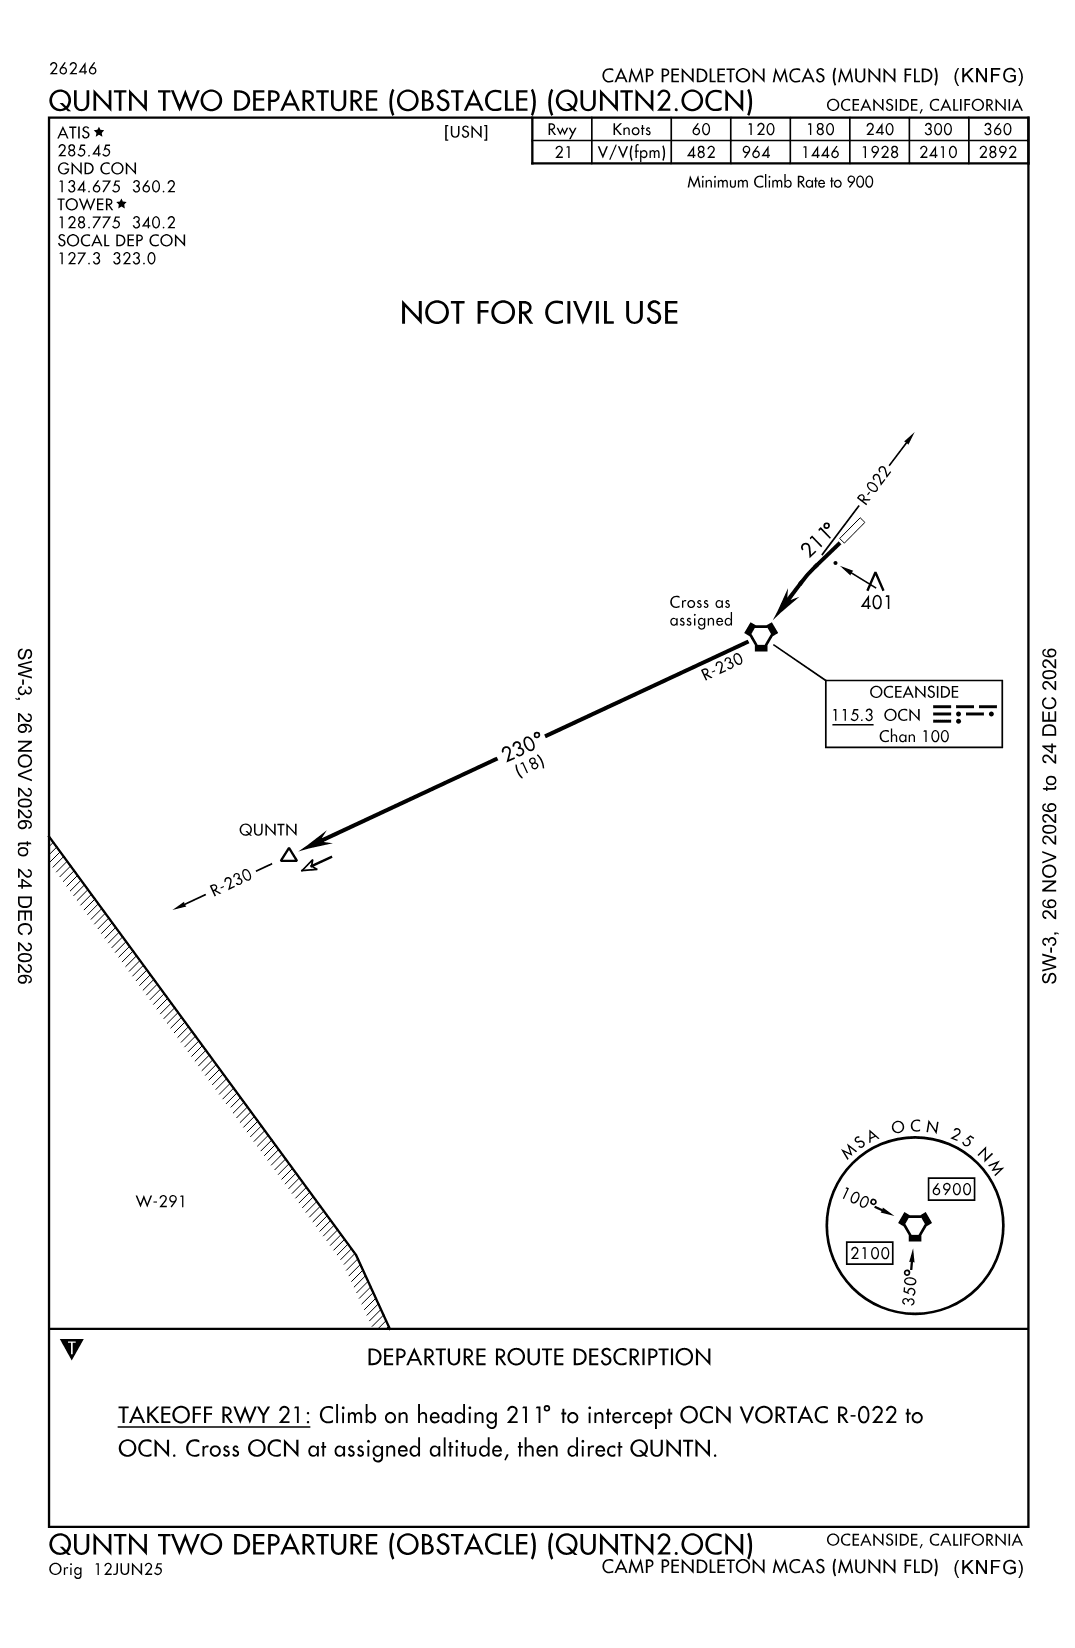 26246
CAMP PENDLETON MCAS (MUNN FLD) (KNFG)
QUNTN TWO DEPARTURE (OBSTACLE) (QUNTN2.OCN)
OCEANSIDE, CALIFORNIA
ATIS★
285.45
GND CON
134.675 360.2
TOWER★
128.775 340.2
SOCAL DEP CON
127.3 323.0
[USN]
Rwy Knots 60 120 180 240 300 360
21 V/V(fpm) 482 964 1446 1928 2410 2892
Minimum Climb Rate to 900
NOT FOR CIVIL USE
R-022
211°
401
Cross as
assigned
R-230
OCEANSIDE
115.3 OCN
Chan 100
230°
(18)
QUNTN
R-230
W-291
MSA OCN 25 NM
6900
100°
2100
350°
SW-3, 26 NOV 2026 to 24 DEC 2026
SW-3, 26 NOV 2026 to 24 DEC 2026
T
DEPARTURE ROUTE DESCRIPTION
TAKEOFF RWY 21: Climb on heading 211° to intercept OCN VORTAC R-022 to
OCN. Cross OCN at assigned altitude, then direct QUNTN.
QUNTN TWO DEPARTURE (OBSTACLE) (QUNTN2.OCN)
OCEANSIDE, CALIFORNIA
Orig 12JUN25
CAMP PENDLETON MCAS (MUNN FLD) (KNFG)